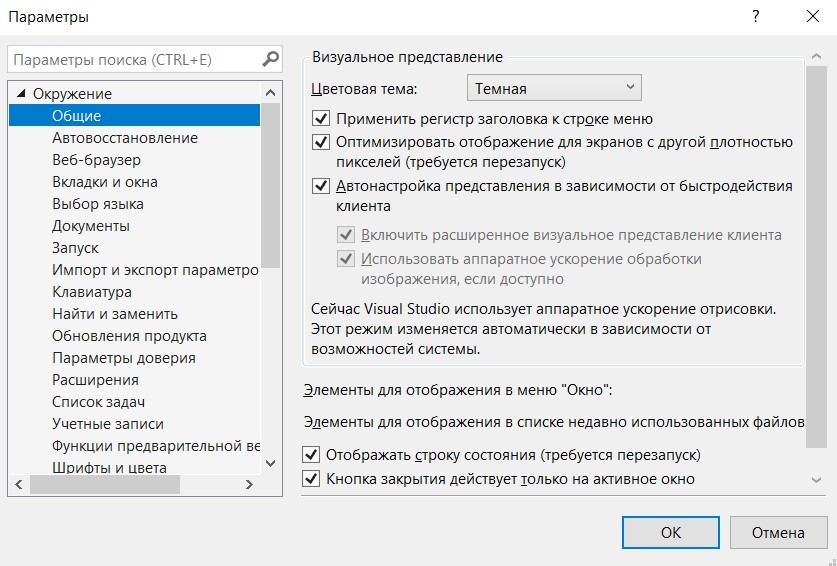 Параметры
Параметры поиска (CTRL+E)
Окружение
Общие
Автовосстановление
Веб-браузер
Вкладки и окна
Выбор языка
Документы
Запуск
Импорт и экспорт параметро
Клавиатура
Найти и заменить
Обновления продукта
Параметры доверия
Расширения
Список задач
Учетные записи
Функции предварительной ве
Шрифты и цвета
Визуальное представление
Цветовая тема:
Темная
Применить регистр заголовка к строке меню
Оптимизировать отображение для экранов с другой плотностью
пикселей (требуется перезапуск)
Автонастройка представления в зависимости от быстродействия
клиента
Включить расширенное визуальное представление клиента
Использовать аппаратное ускорение обработки
изображения, если доступно
Сейчас Visual Studio использует аппаратное ускорение отрисовки.
Этот режим изменяется автоматически в зависимости от
возможностей системы.
Элементы для отображения в меню "Окно":
Элементы для отображения в списке недавно использованных файлов
Отображать строку состояния (требуется перезапуск)
Кнопка закрытия действует только на активное окно
ОК
Отмена